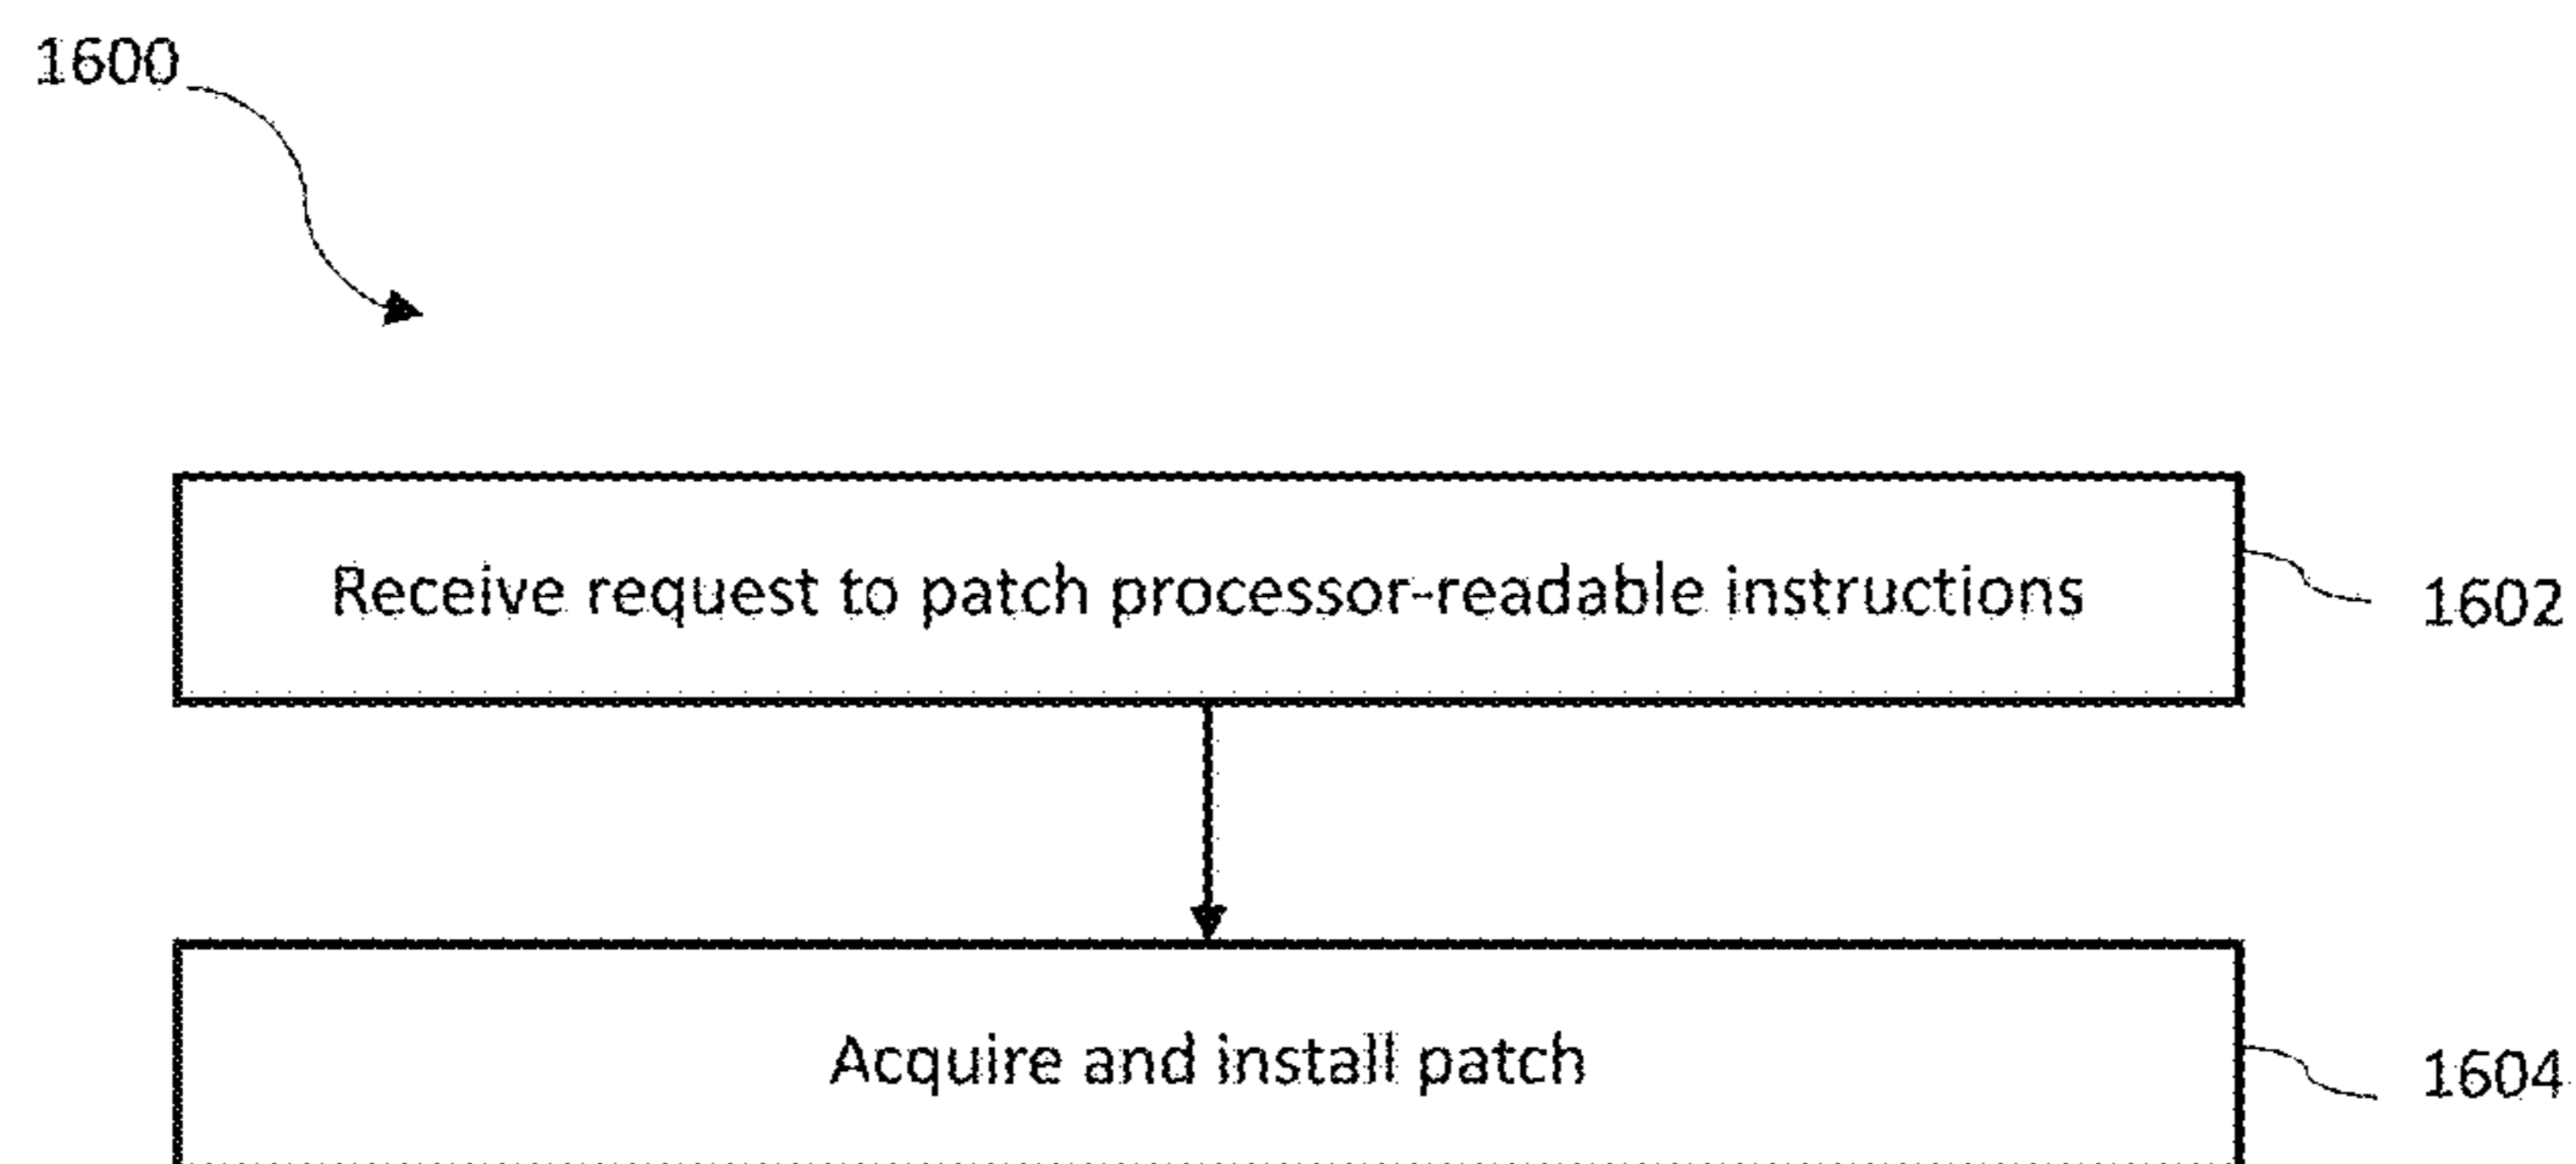 1600
Receive request to patch processor-readable instructions
1602
Acquire and install patch
1604